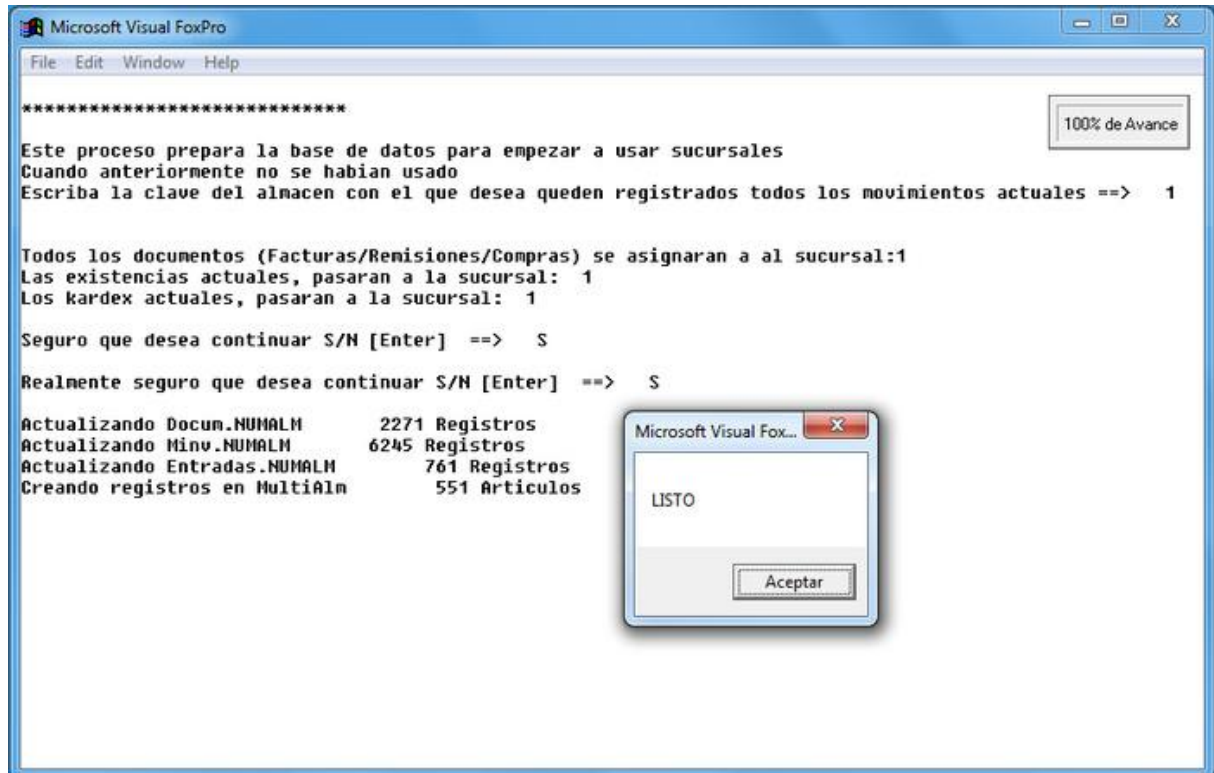 Microsoft Visual FoxPro
File Edit Window Help
*****************************
100% de Avance
Este proceso prepara la base de datos para empezar a usar sucursales
Cuando anteriormente no se habian usado
Escriba la clave del almacen con el que desea queden registrados todos los movimientos actuales ==> 1
Todos los documentos (Facturas/Remisiones/Compras) se asignaran a al sucursal:1
Las existencias actuales, pasaran a la sucursal: 1
Los kardex actuales, pasaran a la sucursal: 1
Seguro que desea continuar S/N [Enter] ==> S
Realmente seguro que desea continuar S/N [Enter] ==> S
Actualizando Docum.NUMALM 2271 Registros
Actualizando Minv.NUMALM 6245 Registros
Actualizando Entradas.NUMALM 761 Registros
Creando registros en MultiAlm 551 Articulos
Microsoft Visual Fox...
LISTO
Aceptar